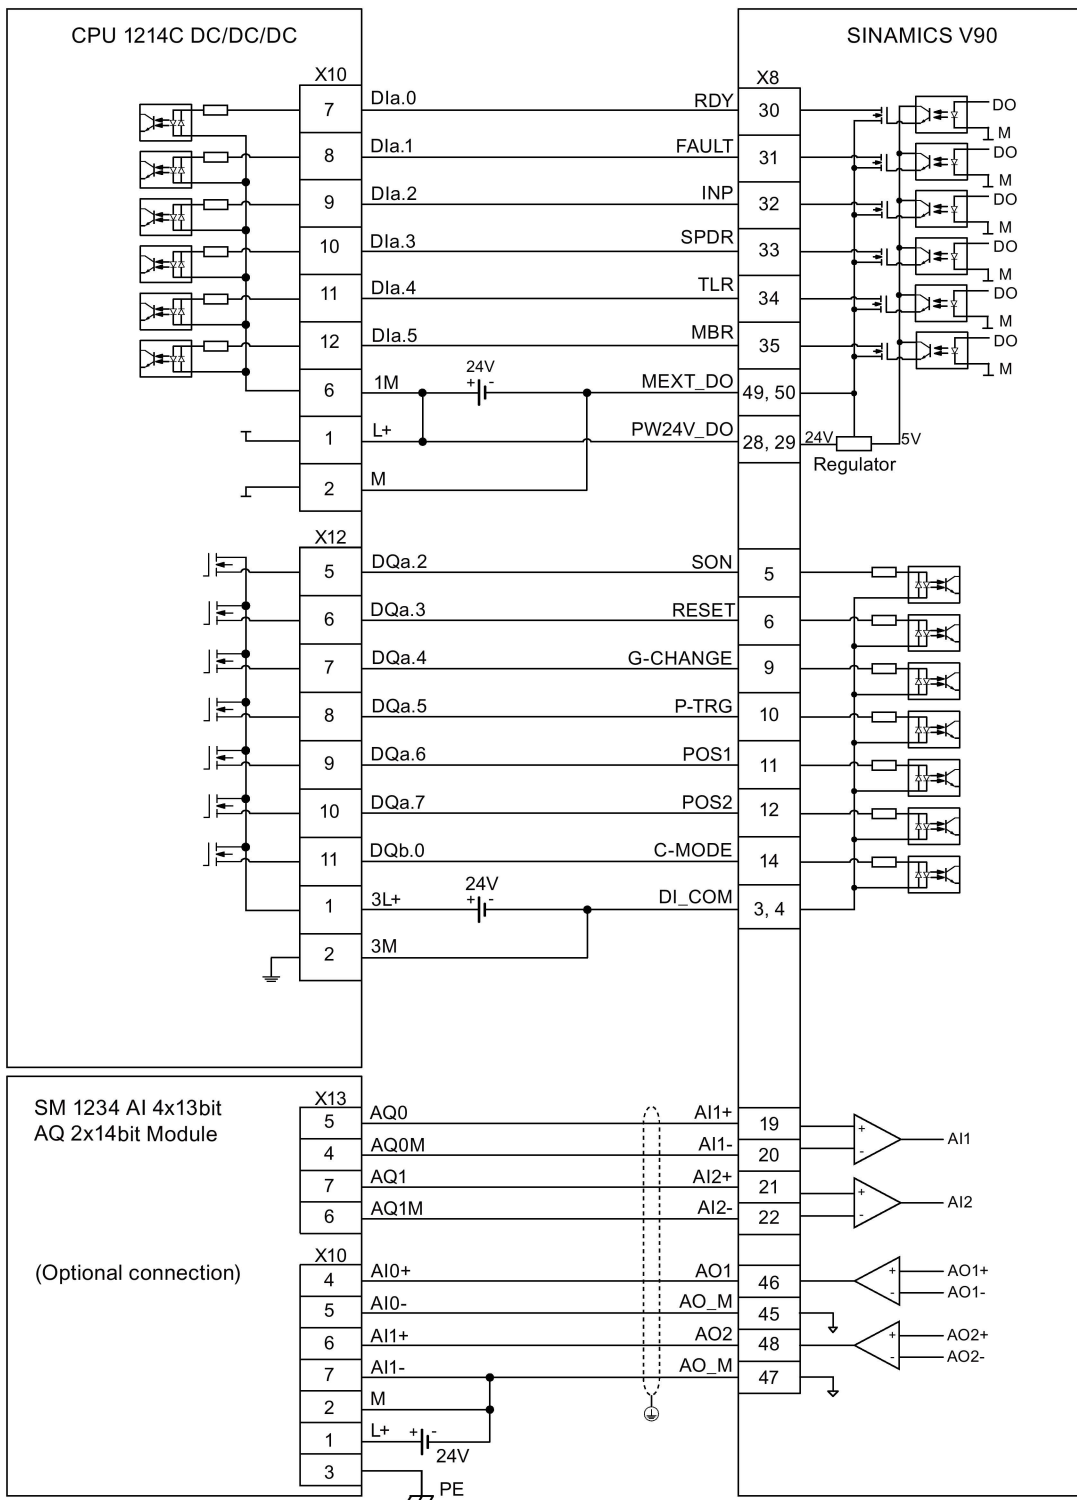 CPU 1214C DC/DC/DC
SINAMICS V90
X10
X8
7 DIa.0 RDY 30 DO
M
8 DIa.1 FAULT 31 DO
M
9 DIa.2 INP 32 DO
M
10 DIa.3 SPDR 33 DO
M
11 DIa.4 TLR 34 DO
M
12 DIa.5 MBR 35 DO
M
24V
6 1M + - MEXT_DO 49, 50
1 L+ PW24V_DO 28, 29 24V 5V
Regulator
2 M
X12
5 DQa.2 SON 5
6 DQa.3 RESET 6
7 DQa.4 G-CHANGE 9
8 DQa.5 P-TRG 10
9 DQa.6 POS1 11
10 DQa.7 POS2 12
11 DQb.0 C-MODE 14
24V
1 3L+ + - DI_COM 3, 4
2 3M
SM 1234 AI 4x13bit
AQ 2x14bit Module
(Optional connection)
X13
5 AQ0 AI1+ 19 + AI1
4 AQ0M AI1- 20 -
7 AQ1 AI2+ 21 + AI2
6 AQ1M AI2- 22 -
X10
4 AI0+ AO1 46 + AO1+
- AO1-
5 AI0- AO_M 45
6 AI1+ AO2 48 + AO2+
- AO2-
7 AI1- AO_M 47
2 M
1 L+ + -
24V
3 PE